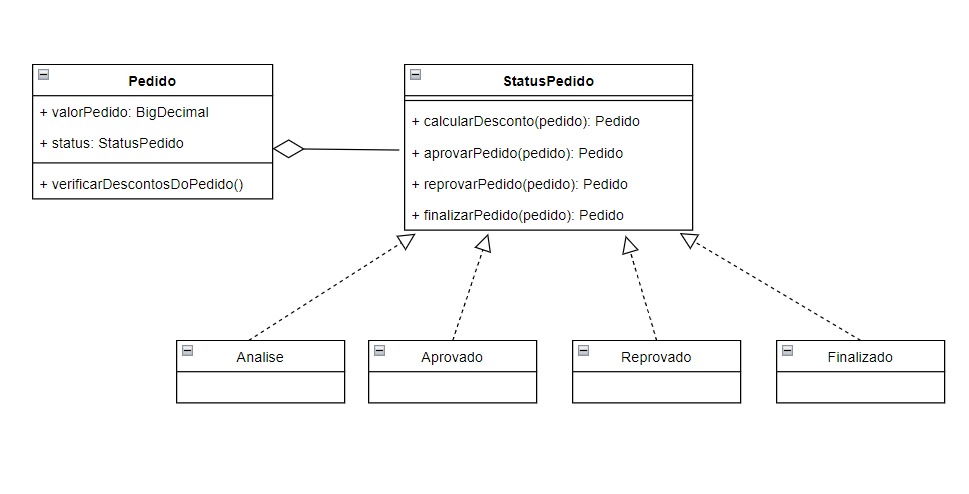 Pedido
+ valorPedido: BigDecimal
+ status: StatusPedido
+ verificarDescontosDoPedido()
StatusPedido
+ calcularDesconto(pedido): Pedido
+ aprovarPedido(pedido): Pedido
+ reprovarPedido(pedido): Pedido
+ finalizarPedido(pedido): Pedido
Analise
Aprovado
Reprovado
Finalizado